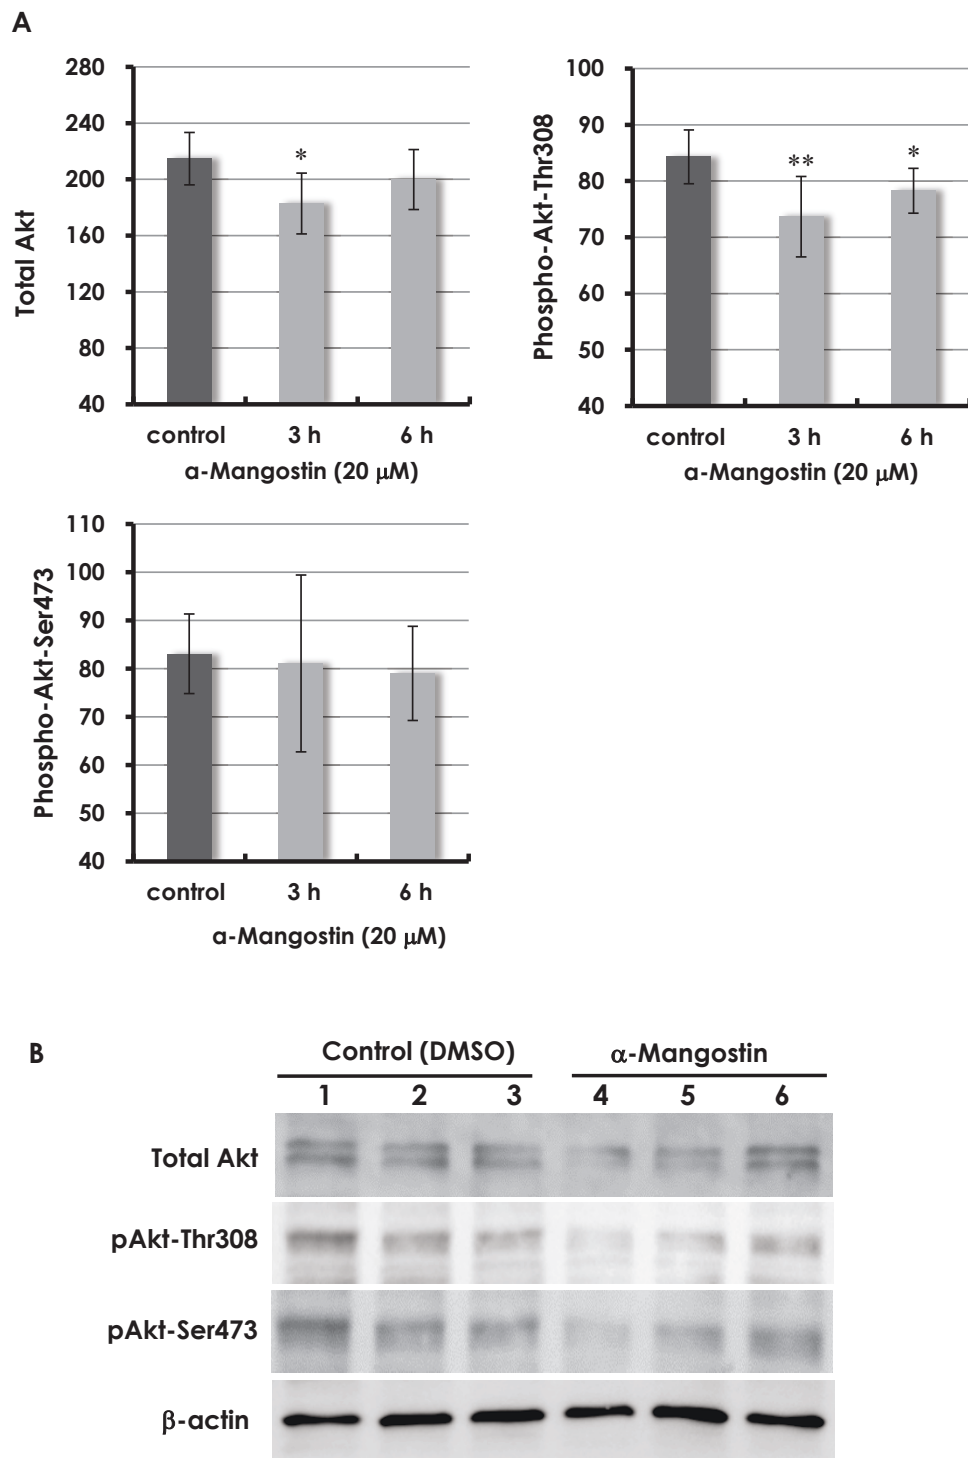 A
280
240
200
160
120
80
40
Total Akt
*
control 3 h 6 h
α-Mangostin (20 μM)
100
90
80
70
60
50
40
Phospho-Akt-Thr308
** *
control 3 h 6 h
α-Mangostin (20 μM)
110
100
90
80
70
60
50
40
Phospho-Akt-Ser473
control 3 h 6 h
α-Mangostin (20 μM)
B
Control (DMSO) α-Mangostin
1 2 3 4 5 6
Total Akt
pAkt-Thr308
pAkt-Ser473
β-actin